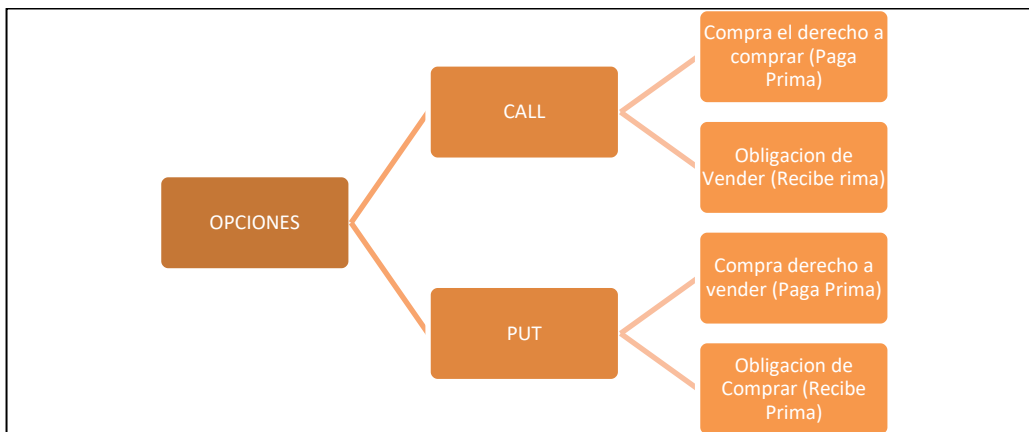 Compra el derecho a
comprar (Paga
Prima)
CALL
Obligacion de
Vender (Recibe rima)
OPCIONES
Compra derecho a
vender (Paga Prima)
PUT
Obligacion de
Comprar (Recibe
Prima)